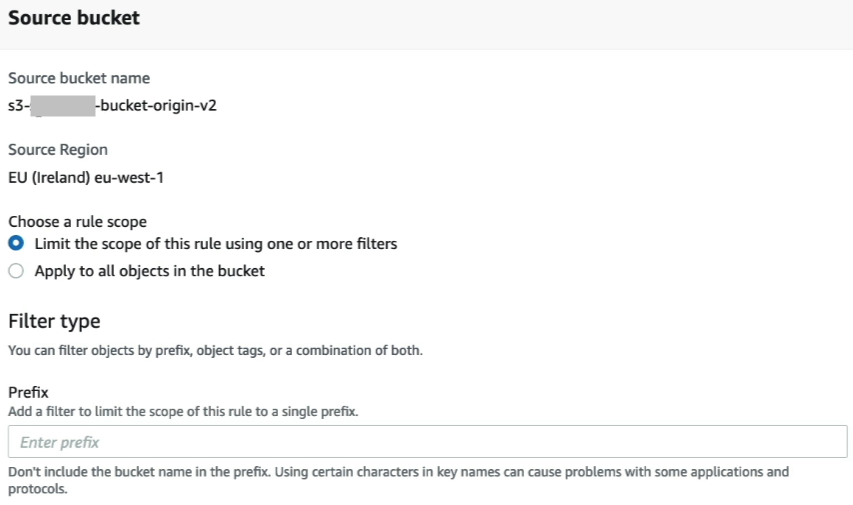 Source bucket
Source bucket name
s3- -bucket-origin-v2
Source Region
EU (Ireland) eu-west-1
Choose a rule scope
Limit the scope of this rule using one or more filters
Apply to all objects in the bucket
Filter type
You can filter objects by prefix, object tags, or a combination of both.
Prefix
Add a filter to limit the scope of this rule to a single prefix.
Enter prefix
Don't include the bucket name in the prefix. Using certain characters in key names can cause problems with some applications and
protocols.